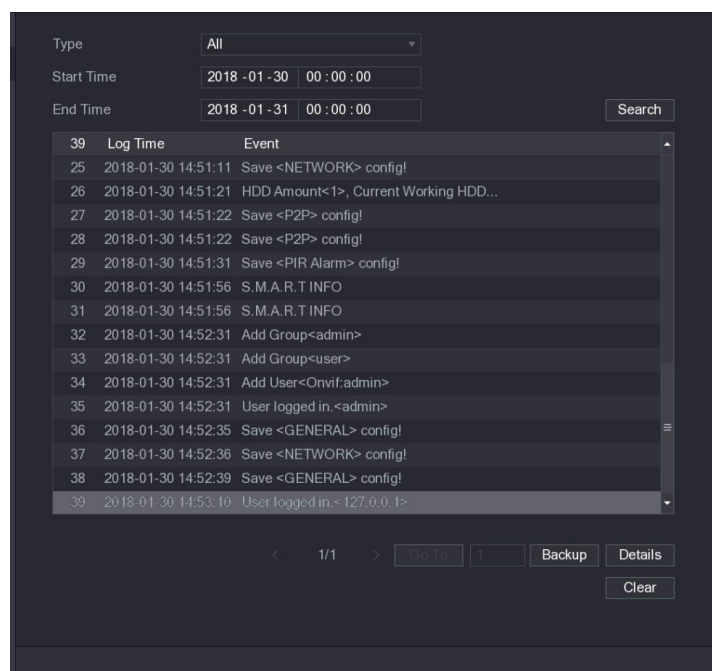 Type All
Start Time 2018 -01 -30 00 : 00 : 00
End Time 2018 -01 -31 00 : 00 : 00 Search
39 Log Time Event
25 2018-01-30 14:51:11 Save <NETWORK> config!
26 2018-01-30 14:51:21 HDD Amount<1>, Current Working HDD...
27 2018-01-30 14:51:22 Save <P2P> config!
28 2018-01-30 14:51:22 Save <P2P> config!
29 2018-01-30 14:51:31 Save <PIR Alarm> config!
30 2018-01-30 14:51:56 S.M.A.R.T INFO
31 2018-01-30 14:51:56 S.M.A.R.T INFO
32 2018-01-30 14:52:31 Add Group<admin>
33 2018-01-30 14:52:31 Add Group<user>
34 2018-01-30 14:52:31 Add User<Onvif:admin>
35 2018-01-30 14:52:31 User logged in.<admin>
36 2018-01-30 14:52:35 Save <GENERAL> config!
37 2018-01-30 14:52:36 Save <NETWORK> config!
38 2018-01-30 14:52:39 Save <GENERAL> config!
39 2018-01-30 14:53:10 User logged in.<127.0.0.1>
< 1/1 > Go To 1 Backup Details
Clear